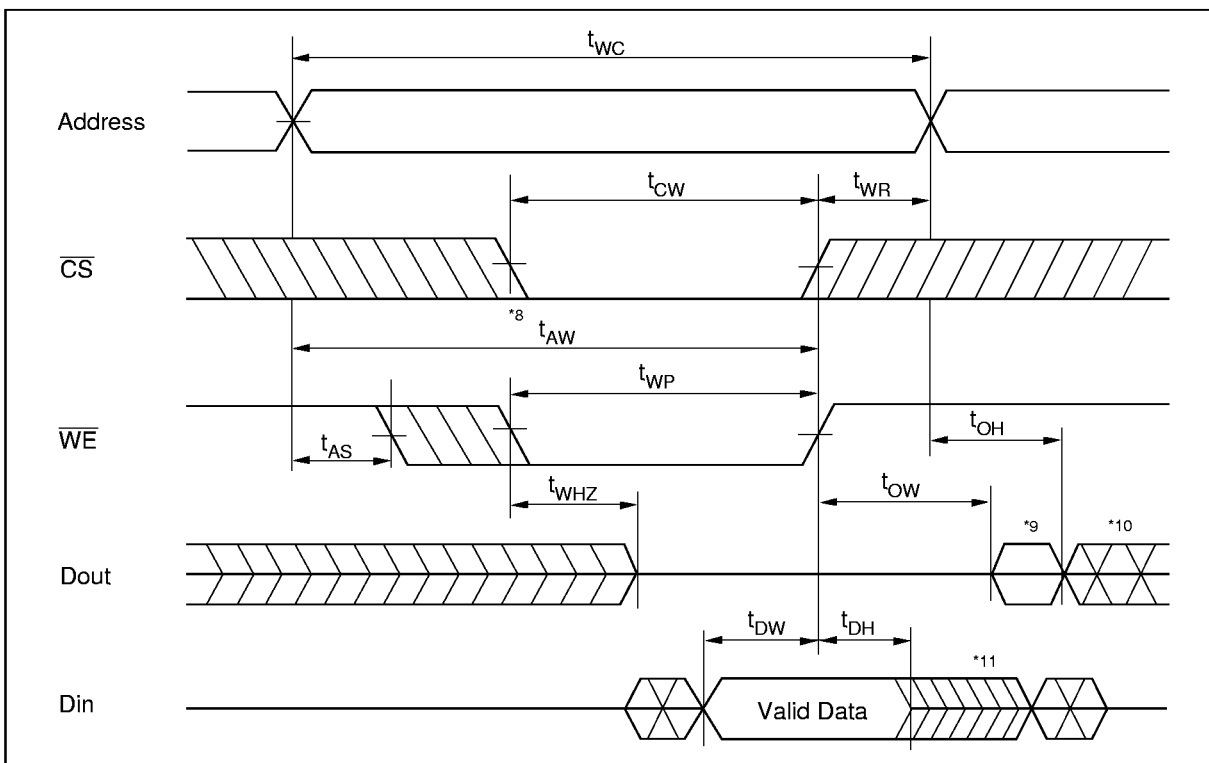 tWC
Address
tCW tWR
CS
*8
tAW
tWP
WE
tAS
tOH
tWHZ
tOW
*9 *10
Dout
tDW tDH
*11
Din
Valid Data